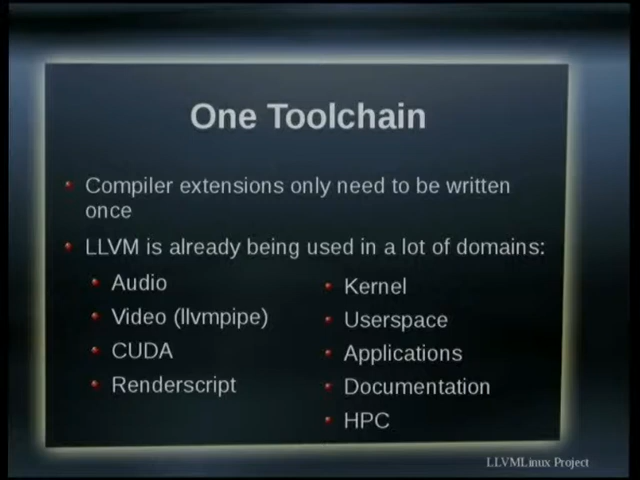 One Toolchain
Compiler extensions only need to be written
once
LLVM is already being used in a lot of domains:
Audio
Video (llvmpipe)
CUDA
Renderscript
Kernel
Userspace
Applications
Documentation
HPC
LLVMLinux Project